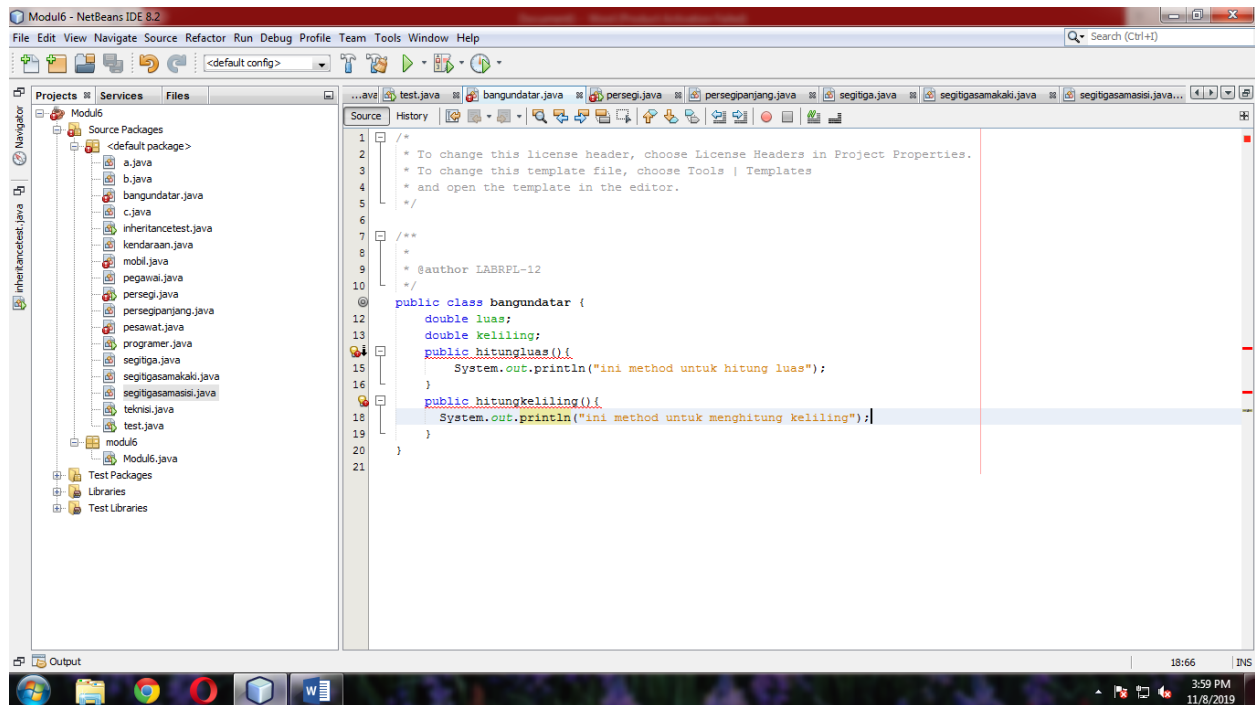 Modul6 - NetBeans IDE 8.2
File Edit View Navigate Source Refactor Run Debug Profile Team Tools Window Help
Search (Ctrl+I)
<default config>
Projects Services Files
...ava test.java bangundatar.java persegi.java persegipanjang.java segitiga.java segitigasamakaki.java segitigasamasisi.java...
Source History
Navigator
inheritancetest.java
Modul6
Source Packages
<default package>
a.java
b.java
bangundatar.java
c.java
inheritancetest.java
kendaraan.java
mobil.java
pegawai.java
persegi.java
persegipanjang.java
pesawat.java
programer.java
segitiga.java
segitigasamakaki.java
segitigasamasisi.java
teknisi.java
test.java
modul6
Modul6.java
Test Packages
Libraries
Test Libraries
1 /*
2 * To change this license header, choose License Headers in Project Properties.
3 * To change this template file, choose Tools | Templates
4 * and open the template in the editor.
5 */
6
7 /**
8 *
9 * @author LABRPL-12
10 */
public class bangundatar {
12 double luas;
13 double keliling;
public hitungluas(){
15 System.out.println("ini method untuk hitung luas");
16 }
public hitungkeliling(){
18 System.out.println("ini method untuk menghitung keliling");
19 }
20 }
21
Output
18:66 INS
3:59 PM
11/8/2019